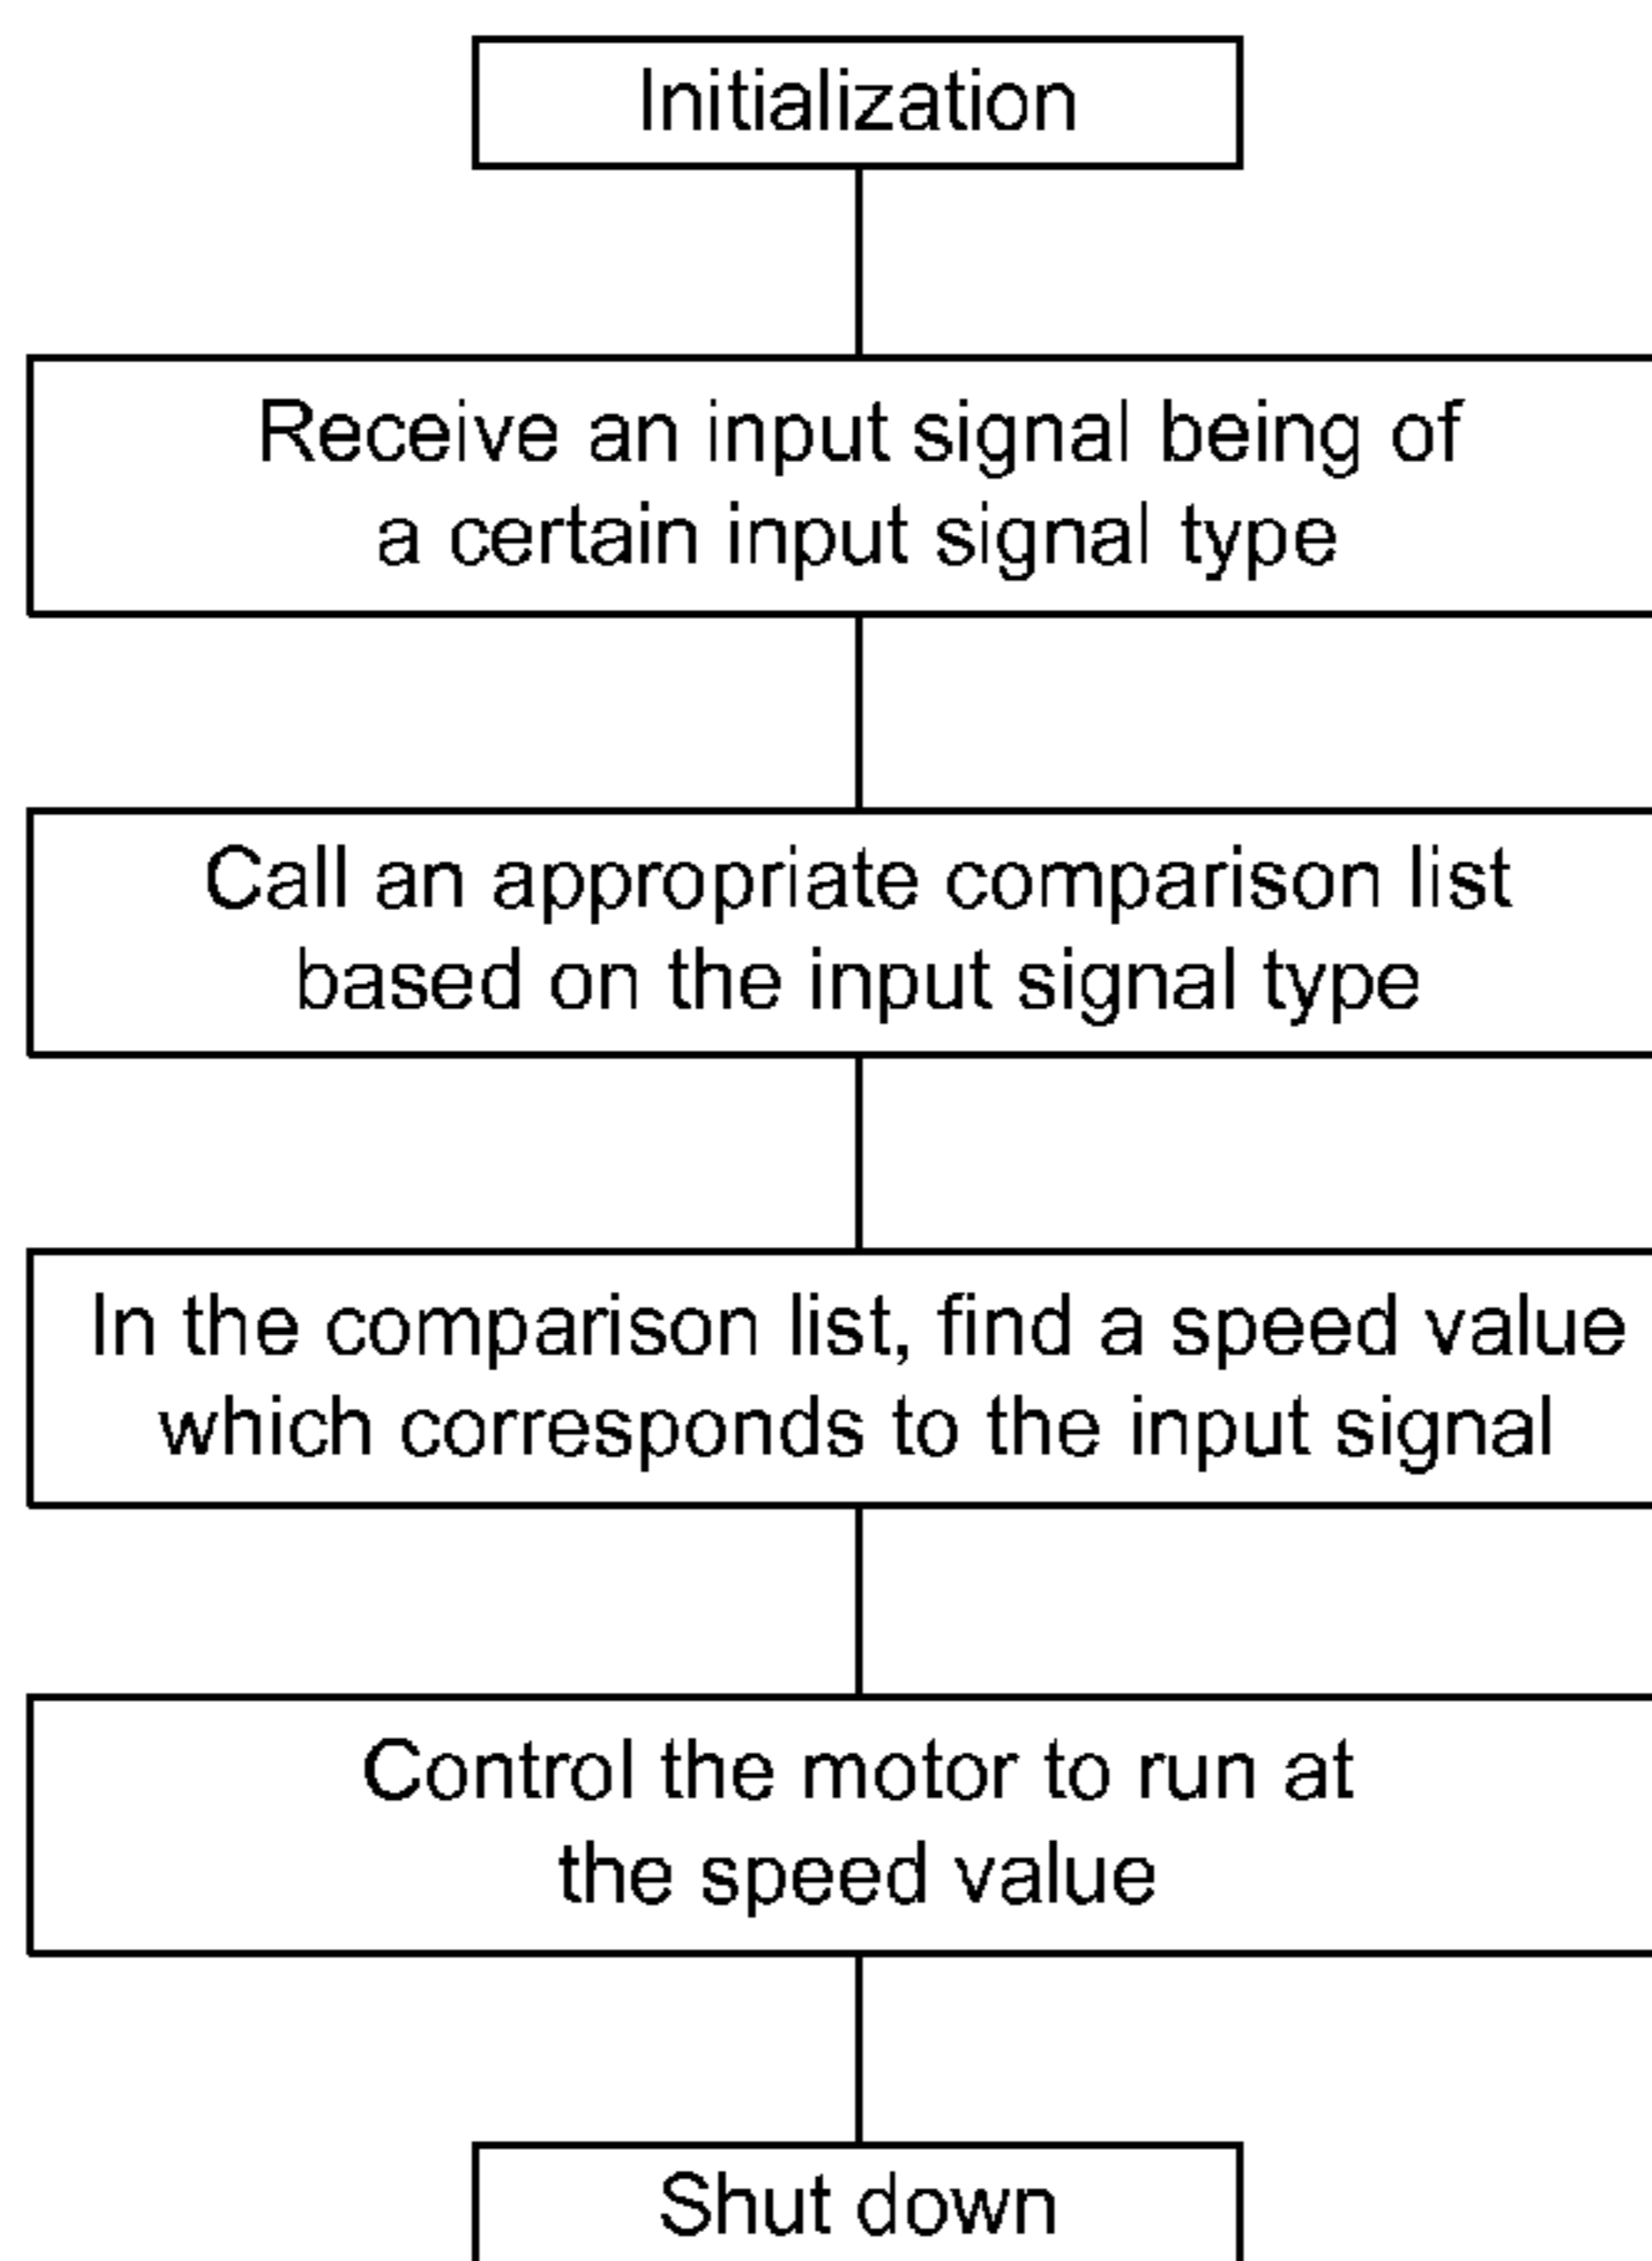 Initialization
Receive an input signal being of
a certain input signal type
Call an appropriate comparison list
based on the input signal type
In the comparison list, find a speed value
which corresponds to the input signal
Control the motor to run at
the speed value
Shut down